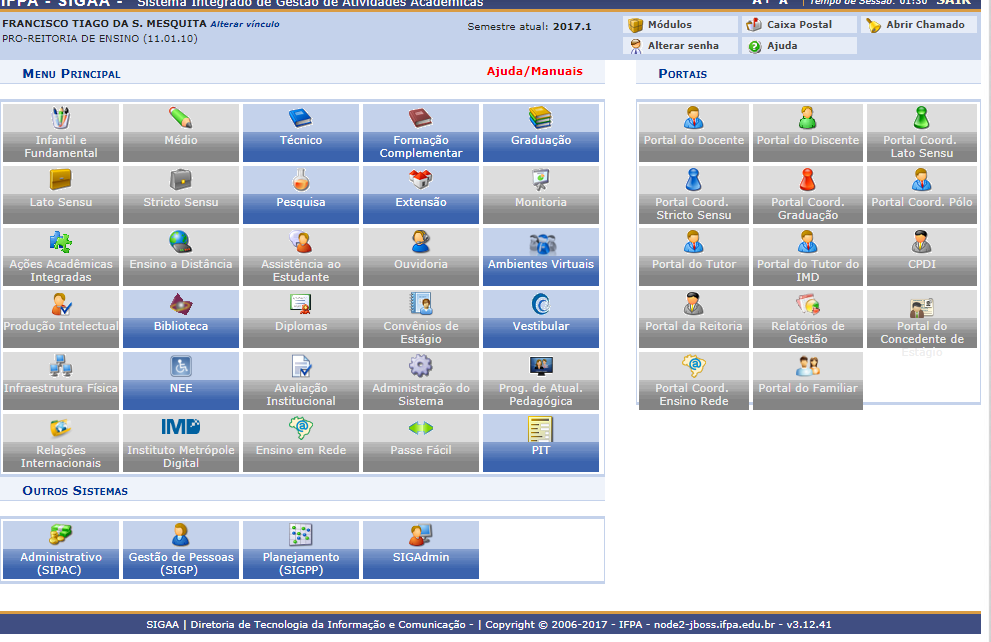 IFPA - SIGAA - Sistema Integrado de Gestão de Atividades Acadêmicas
A+ A- | Tempo de Sessão: 01:30 SAIR
FRANCISCO TIAGO DA S. MESQUITA Alterar vínculo
PRO-REITORIA DE ENSINO (11.01.10)
Semestre atual: 2017.1
Módulos
Caixa Postal
Abrir Chamado
Alterar senha
Ajuda
MENU PRINCIPAL
Ajuda/Manuais
Infantil e
Fundamental
Médio
Técnico
Formação
Complementar
Graduação
Lato Sensu
Stricto Sensu
Pesquisa
Extensão
Monitoria
Ações Acadêmicas
Integradas
Ensino a Distância
Assistência ao
Estudante
Ouvidoria
Ambientes Virtuais
Produção Intelectual
Biblioteca
Diplomas
Convênios de
Estágio
Vestibular
Infraestrutura Física
NEE
Avaliação
Institucional
Administração do
Sistema
Prog. de Atual.
Pedagógica
Relações
Internacionais
IMD
Instituto Metrópole
Digital
Ensino em Rede
Passe Fácil
PIT
PORTAIS
Portal do Docente
Portal do Discente
Portal Coord.
Lato Sensu
Portal Coord.
Stricto Sensu
Portal Coord.
Graduação
Portal Coord. Pólo
Portal do Tutor
Portal do Tutor do
IMD
CPDI
Portal da Reitoria
Relatórios de
Gestão
Portal do
Concedente de
Estágio
Portal Coord.
Ensino Rede
Portal do Familiar
OUTROS SISTEMAS
Administrativo
(SIPAC)
Gestão de Pessoas
(SIGP)
Planejamento
(SIGPP)
SIGAdmin
SIGAA | Diretoria de Tecnologia da Informação e Comunicação - | Copyright © 2006-2017 - IFPA - node2-jboss.ifpa.edu.br - v3.12.41